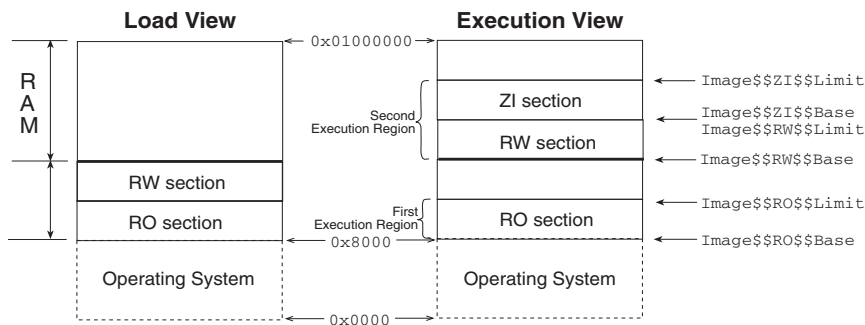 Load View
Execution View
0x01000000
R
A
M
RW section
RO section
Operating System
Second
Execution Region
First
Execution Region
0x8000
0x0000
ZI section
RW section
RO section
Operating System
Image$$ZI$$Limit
Image$$ZI$$Base
Image$$RW$$Limit
Image$$RW$$Base
Image$$RO$$Limit
Image$$RO$$Base